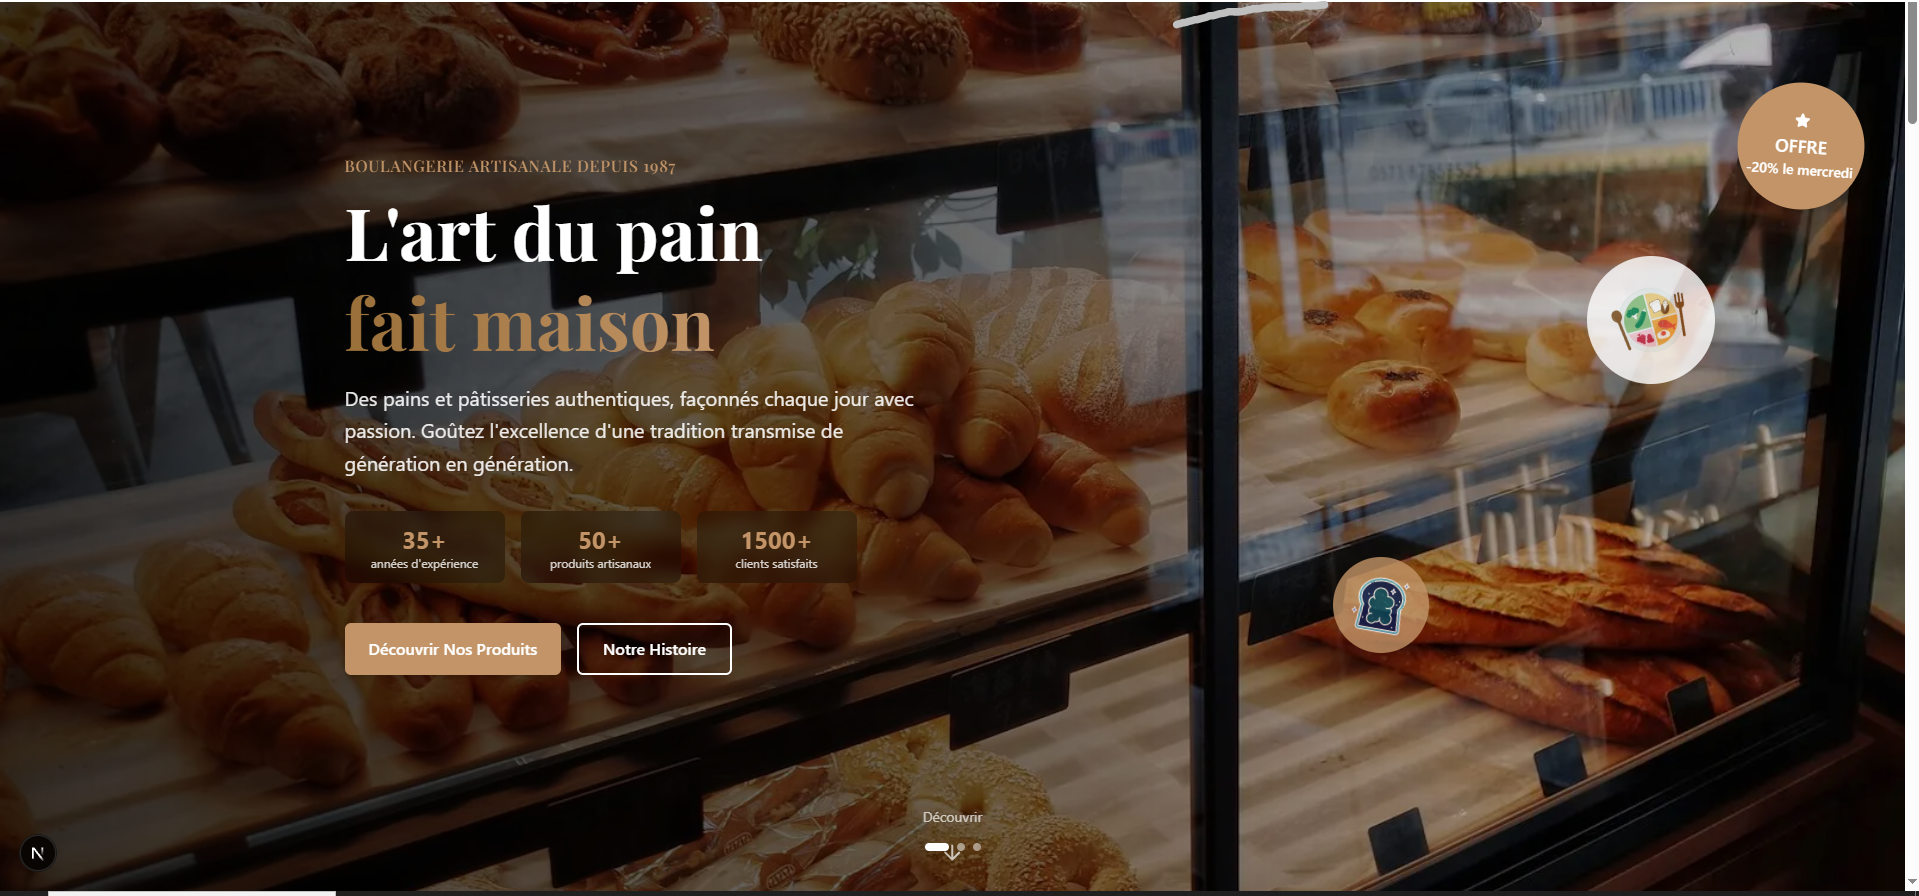 BOULANGERIE ARTISANALE DEPUIS 1987
L'art du pain
fait maison
Des pains et pâtisseries authentiques, façonnés chaque jour avec
passion. Goûtez l'excellence d'une tradition transmise de
génération en génération.
35+
années d'expérience
50+
produits artisanaux
1500+
clients satisfaits
Découvrir Nos Produits
Notre Histoire
OFFRE
-20% le mercredi
Découvrir
N